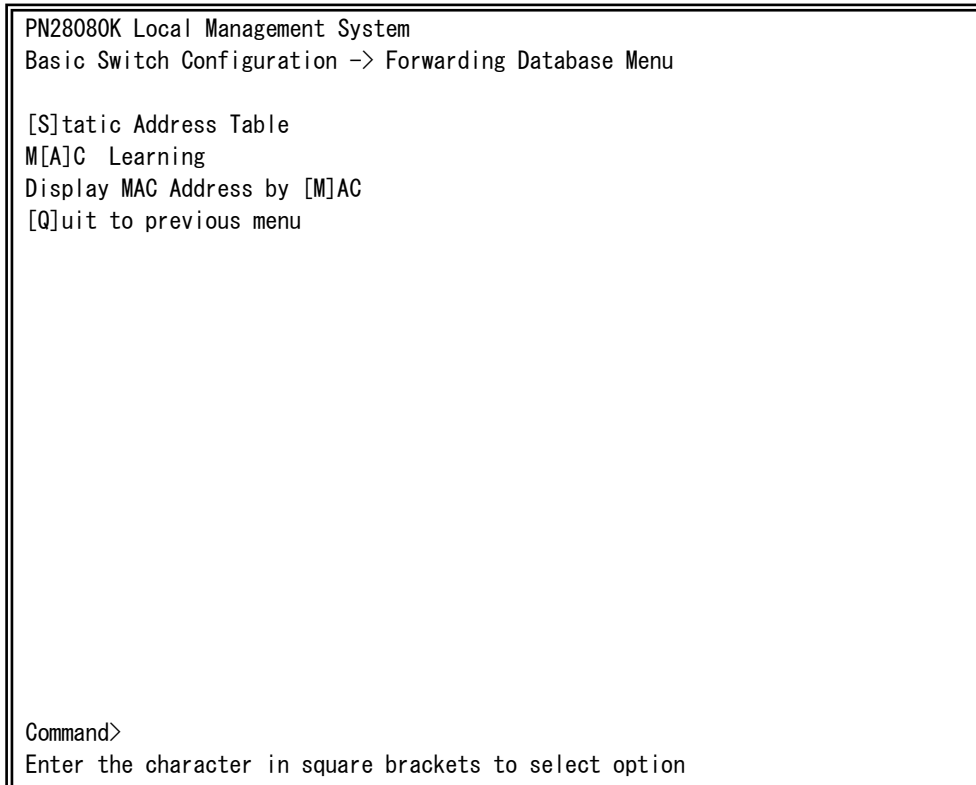 PN28080K Local Management System
Basic Switch Configuration -> Forwarding Database Menu
[S]tatic Address Table
M[A]C  Learning
Display MAC Address by [M]AC
[Q]uit to previous menu
Command>
Enter the character in square brackets to select option